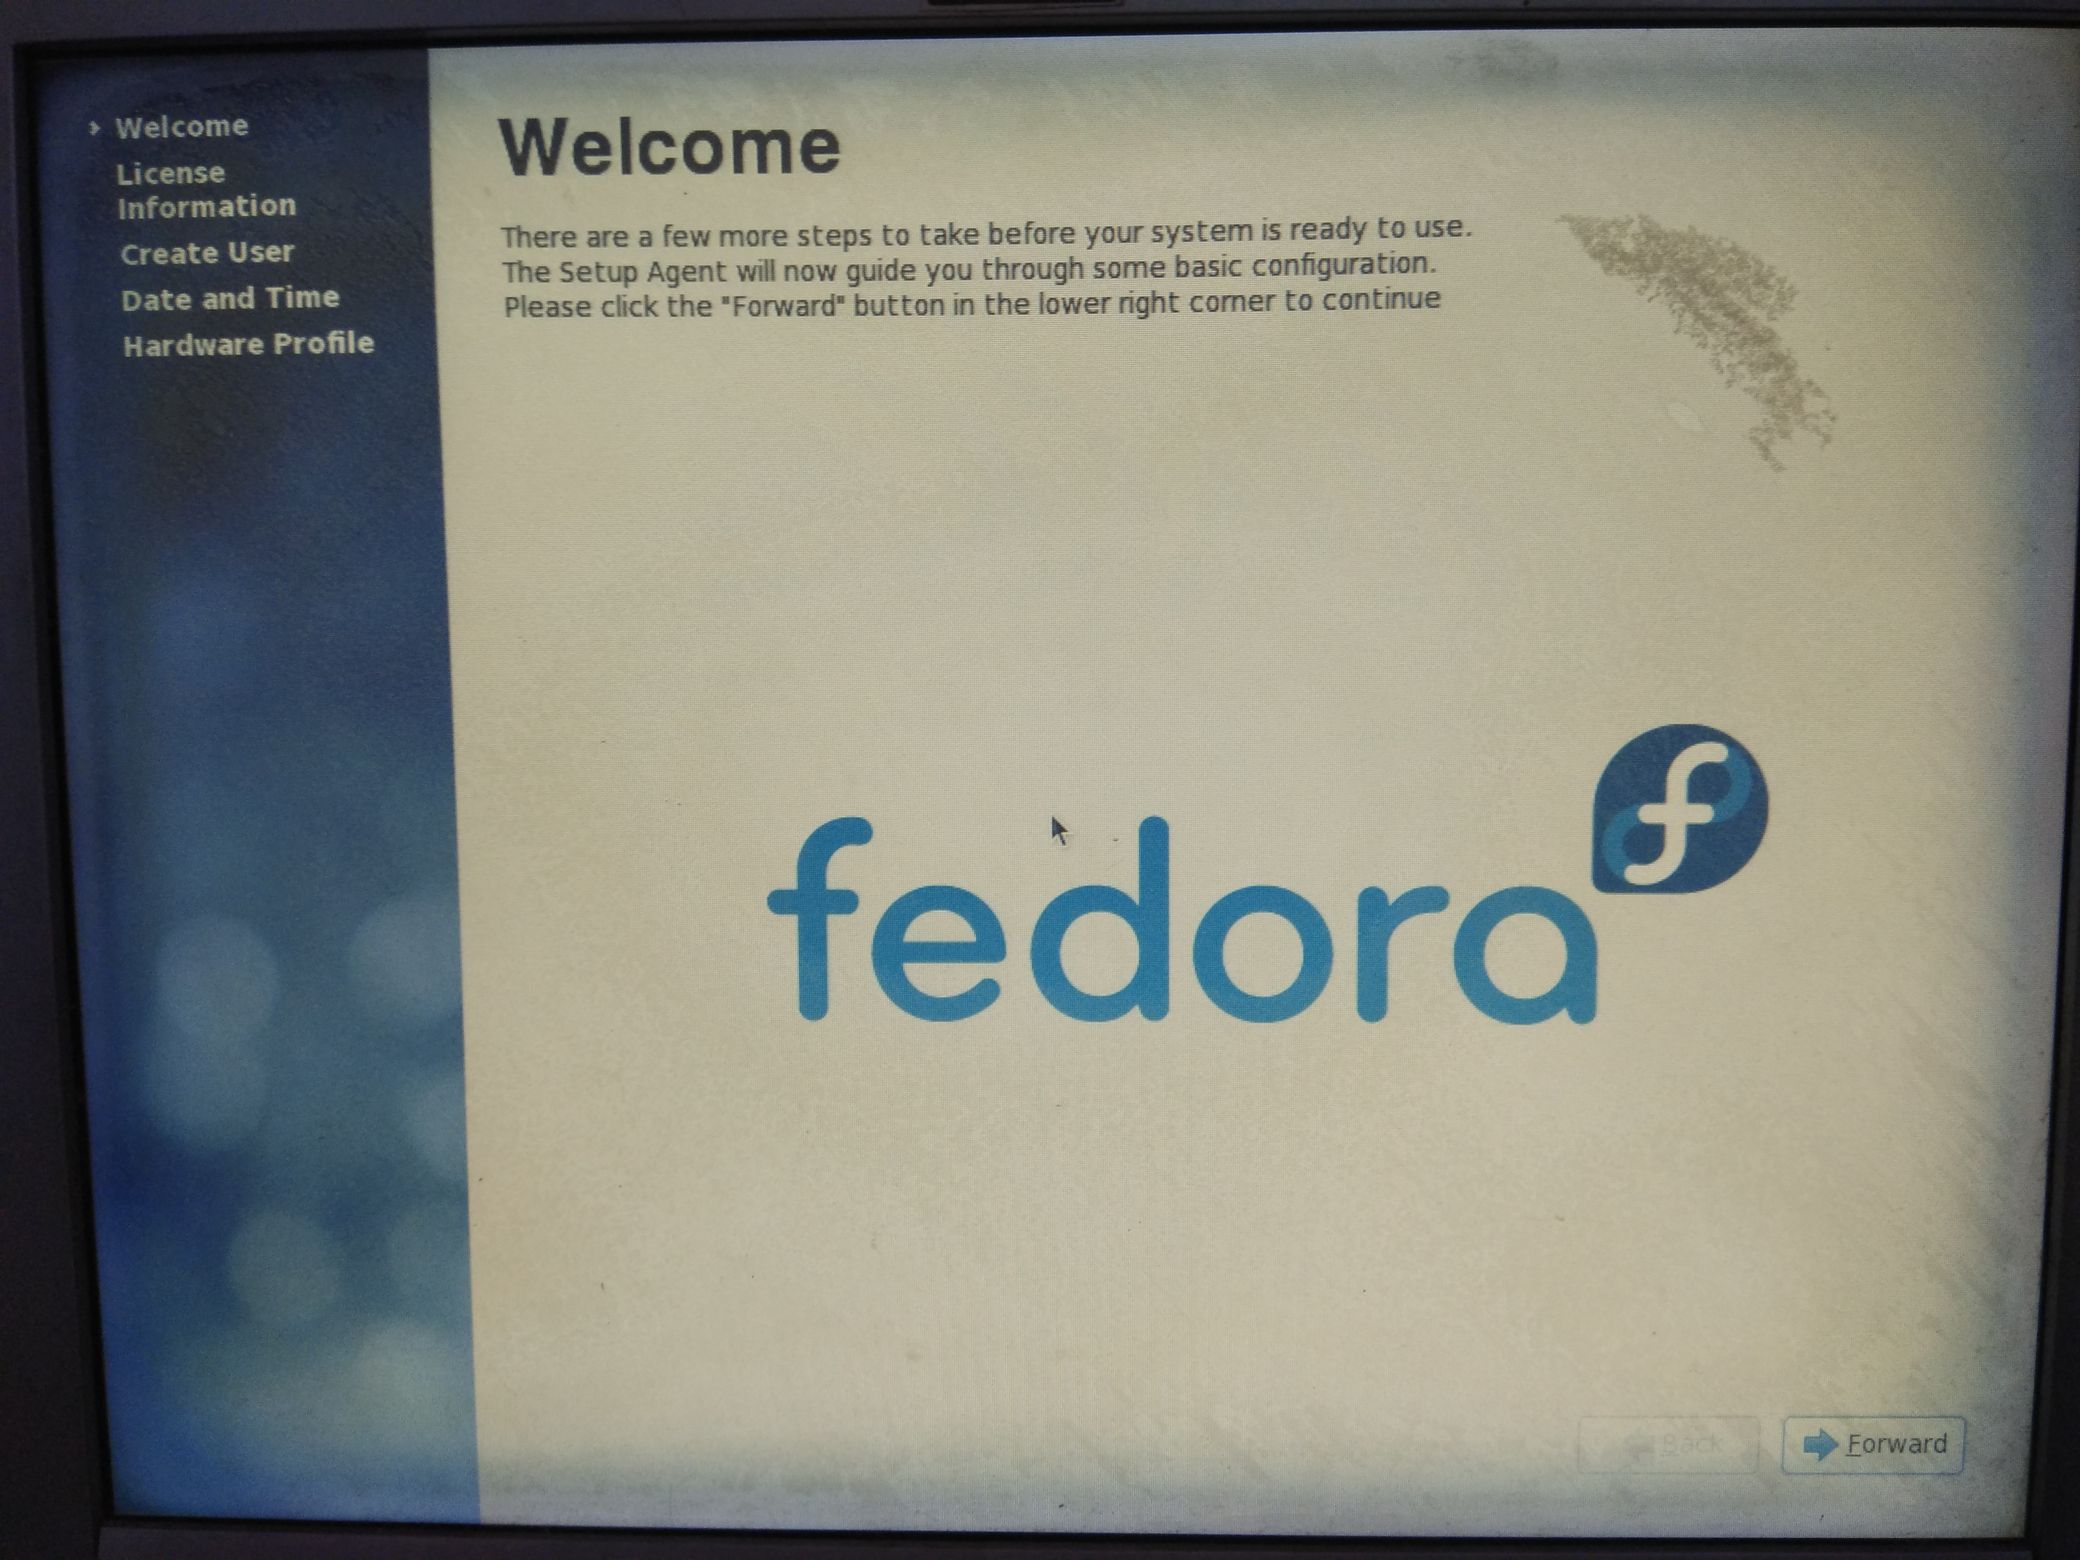 Welcome
License
Information
Create User
Date and Time
Hardware Profile
Welcome
There are a few more steps to take before your system is ready to use.
The Setup Agent will now guide you through some basic configuration.
Please click the "Forward" button in the lower right corner to continue
fedora
Back
Forward